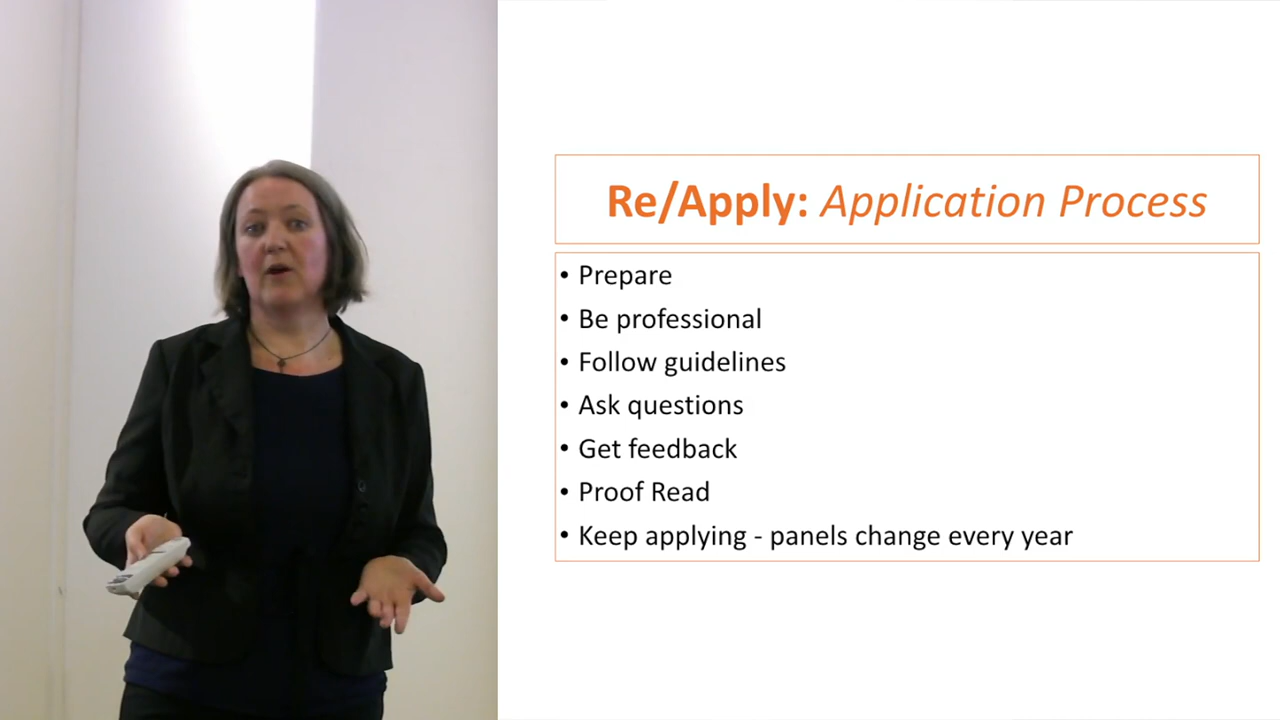 Re/Apply: Application Process
• Prepare
• Be professional
• Follow guidelines
• Ask questions
• Get feedback
• Proof Read
• Keep applying - panels change every year